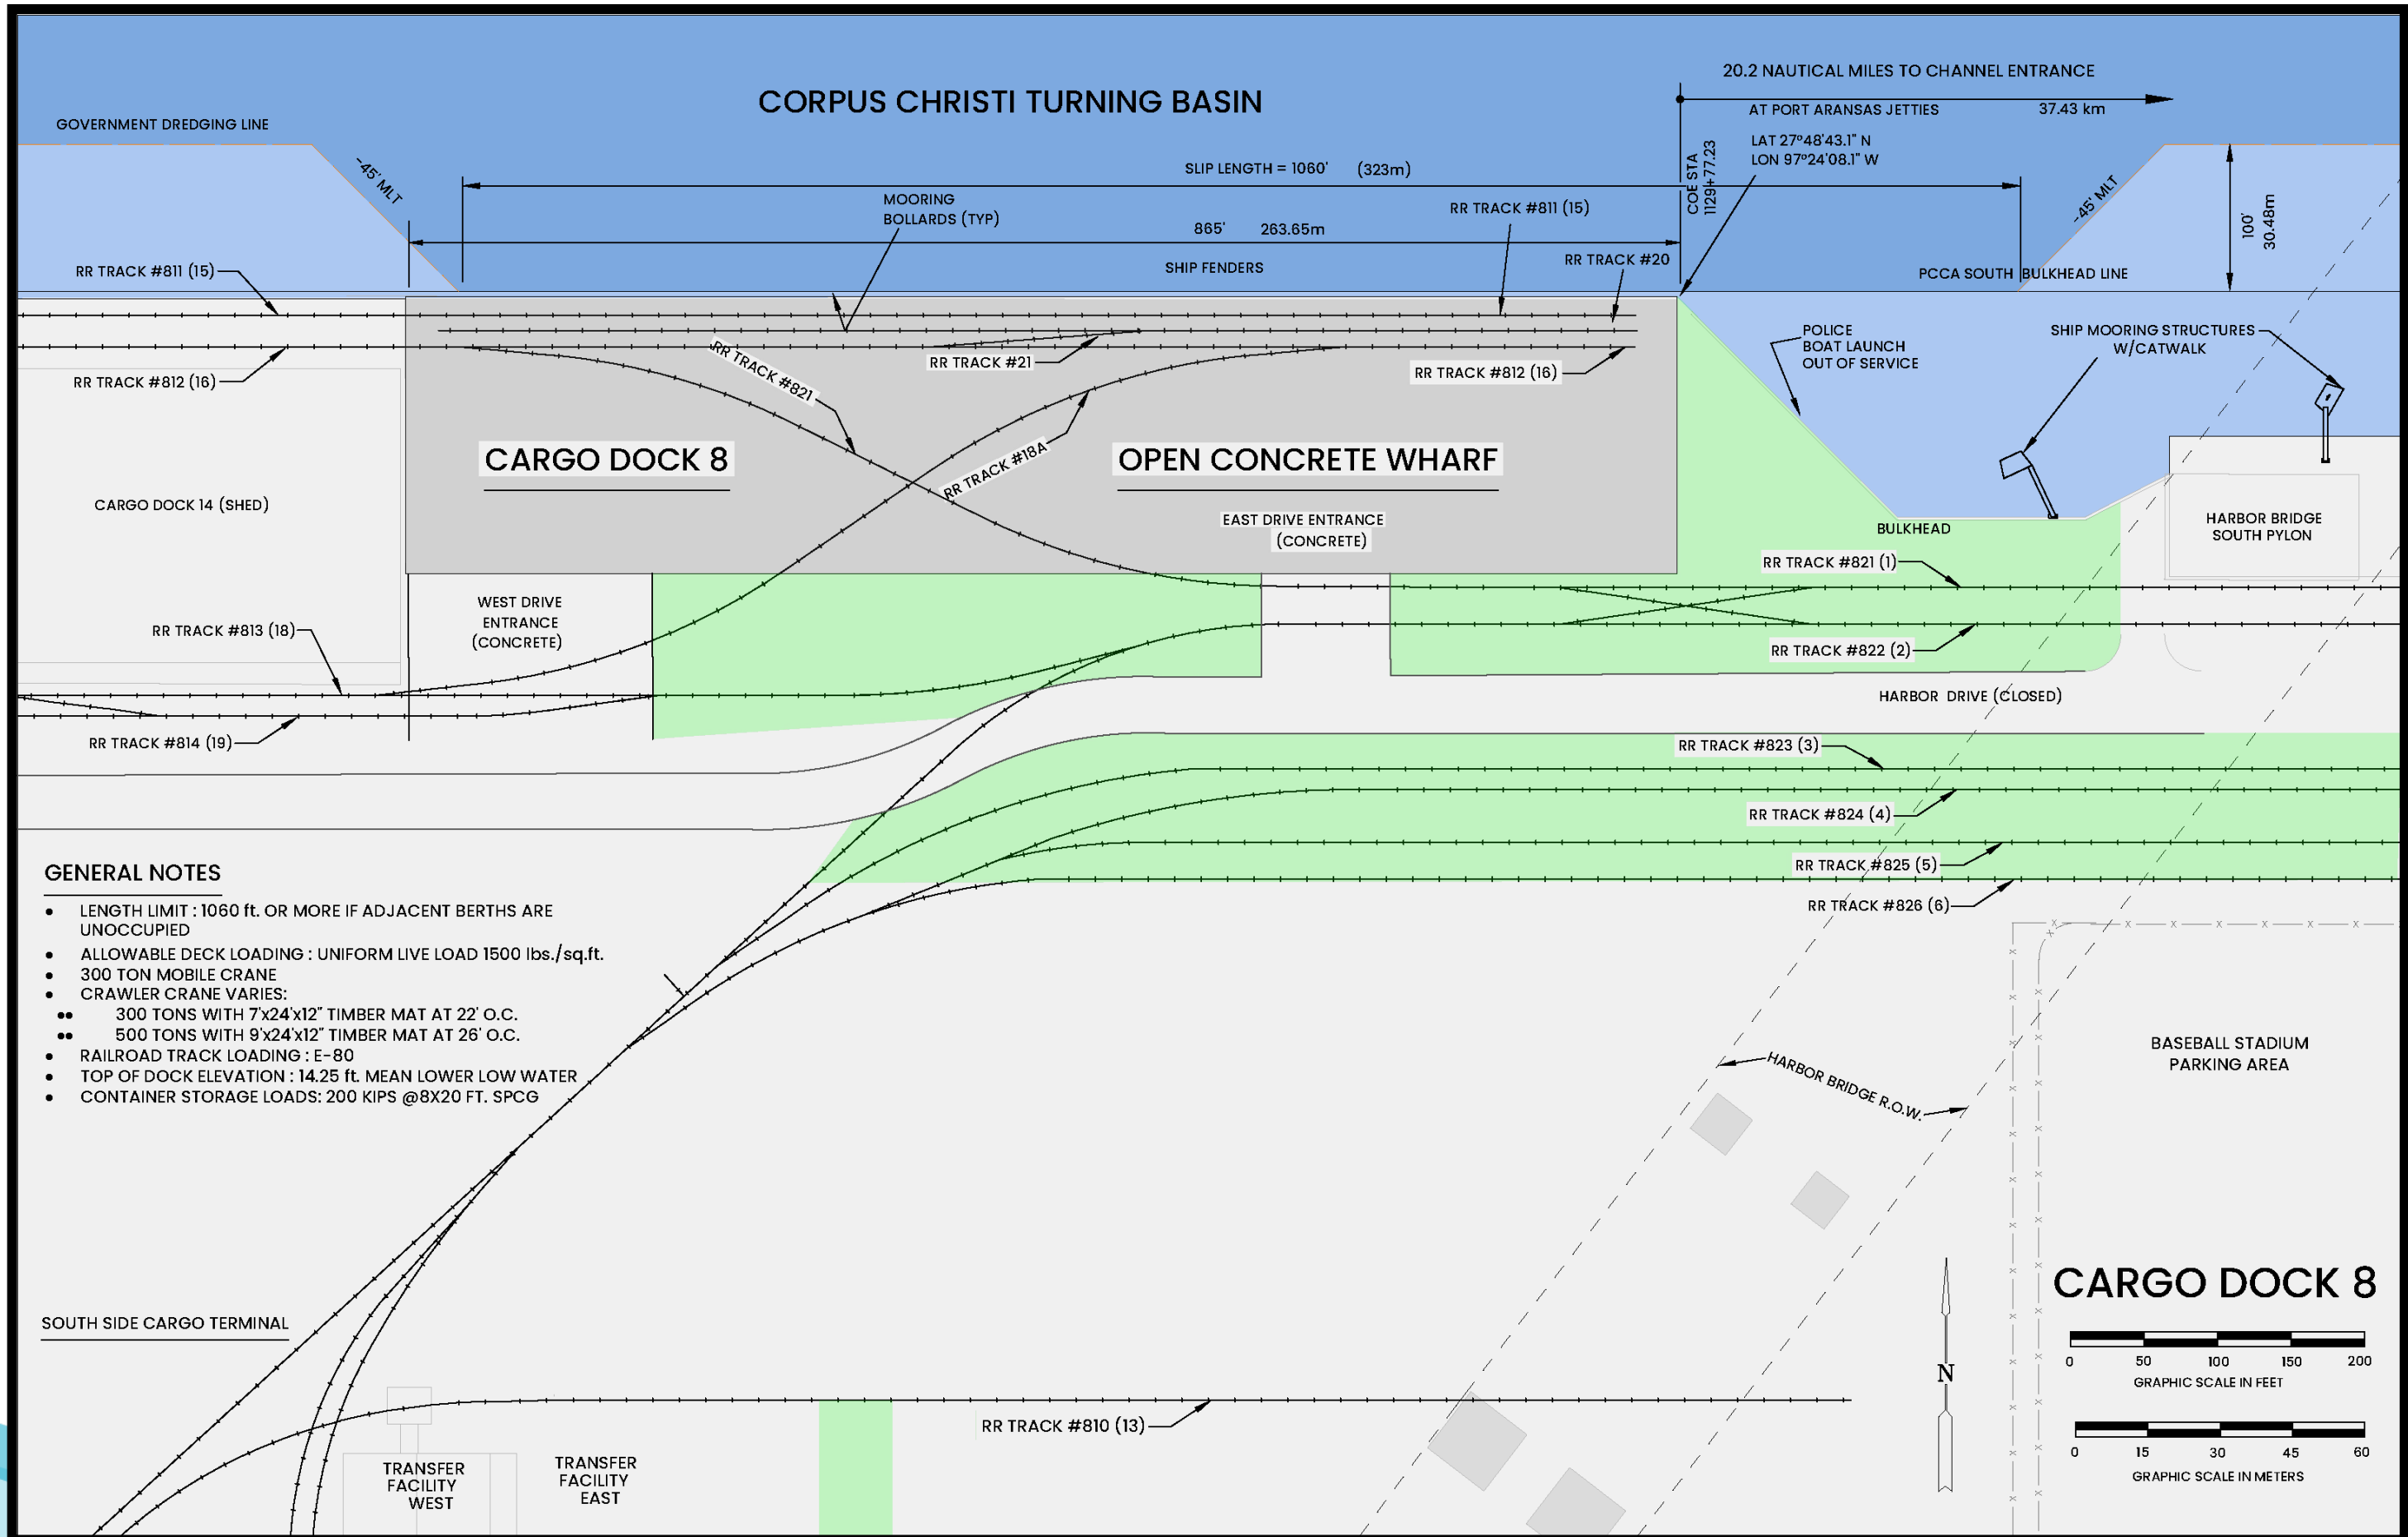 20.2 NAUTICAL MILES TO CHANNEL ENTRANCE
CORPUS CHRISTI TURNING BASIN
AT PORT ARANSAS JETTIES
37.43 km
GOVERNMENT DREDGING LINE
LAT 27º48'43.1" N
LON 97º24'08.1" W
COE STA
1129+77.23
-45' MLT
SLIP LENGTH = 1060' (323m)
-45' MLT
MOORING
BOLLARDS (TYP)
RR TRACK #811 (15)
100'
30.48m
865' 263.65m
RR TRACK #20
SHIP FENDERS
RR TRACK #811 (15)
PCCA SOUTH BULKHEAD LINE
POLICE
BOAT LAUNCH
OUT OF SERVICE
SHIP MOORING STRUCTURES
W/CATWALK
RR TRACK #821
RR TRACK #21
RR TRACK #812 (16)
RR TRACK #812 (16)
CARGO DOCK 8
RR TRACK #18A
OPEN CONCRETE WHARF
CARGO DOCK 14 (SHED)
EAST DRIVE ENTRANCE
(CONCRETE)
BULKHEAD
HARBOR BRIDGE
SOUTH PYLON
RR TRACK #821 (1)
WEST DRIVE
ENTRANCE
(CONCRETE)
RR TRACK #813 (18)
RR TRACK #822 (2)
HARBOR DRIVE (CLOSED)
RR TRACK #814 (19)
RR TRACK #823 (3)
RR TRACK #824 (4)
RR TRACK #825 (5)
RR TRACK #826 (6)
GENERAL NOTES
• LENGTH LIMIT : 1060 ft. OR MORE IF ADJACENT BERTHS ARE
UNOCCUPIED
• ALLOWABLE DECK LOADING : UNIFORM LIVE LOAD 1500 lbs./sq.ft.
• 300 TON MOBILE CRANE
• CRAWLER CRANE VARIES:
•• 300 TONS WITH 7'x24'x12" TIMBER MAT AT 22' O.C.
•• 500 TONS WITH 9'x24'x12" TIMBER MAT AT 26' O.C.
• RAILROAD TRACK LOADING : E-80
• TOP OF DOCK ELEVATION : 14.25 ft. MEAN LOWER LOW WATER
• CONTAINER STORAGE LOADS: 200 KIPS @8X20 FT. SPCG
HARBOR BRIDGE R.O.W.
BASEBALL STADIUM
PARKING AREA
SOUTH SIDE CARGO TERMINAL
RR TRACK #810 (13)
TRANSFER
FACILITY
WEST
TRANSFER
FACILITY
EAST
N
CARGO DOCK 8
0 50 100 150 200
GRAPHIC SCALE IN FEET
0 15 30 45 60
GRAPHIC SCALE IN METERS